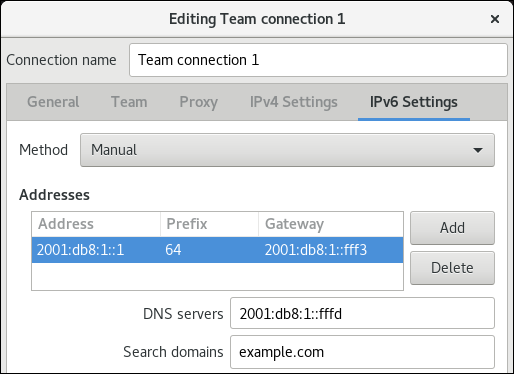 Editing Team connection 1
×
Connection name Team connection 1
General Team Proxy IPv4 Settings IPv6 Settings
Method Manual
Addresses
Address Prefix Gateway
2001:db8:1::1 64 2001:db8:1::fff3
Add
Delete
DNS servers 2001:db8:1::fffd
Search domains example.com